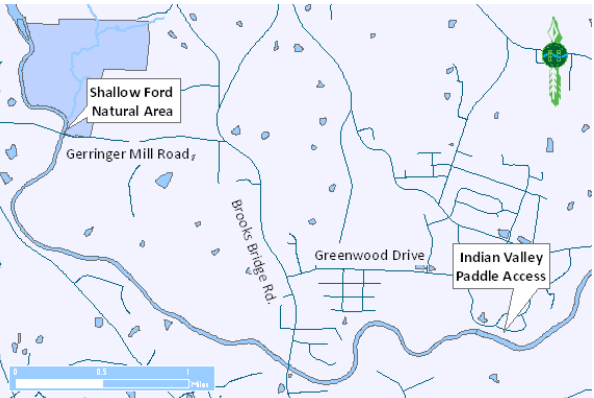 Shallow Ford
Natural Area
Gerringer Mill Road
Brooks Bridge Rd.
Greenwood Drive
Indian Valley
Paddle Access
0 0.5 1
Miles